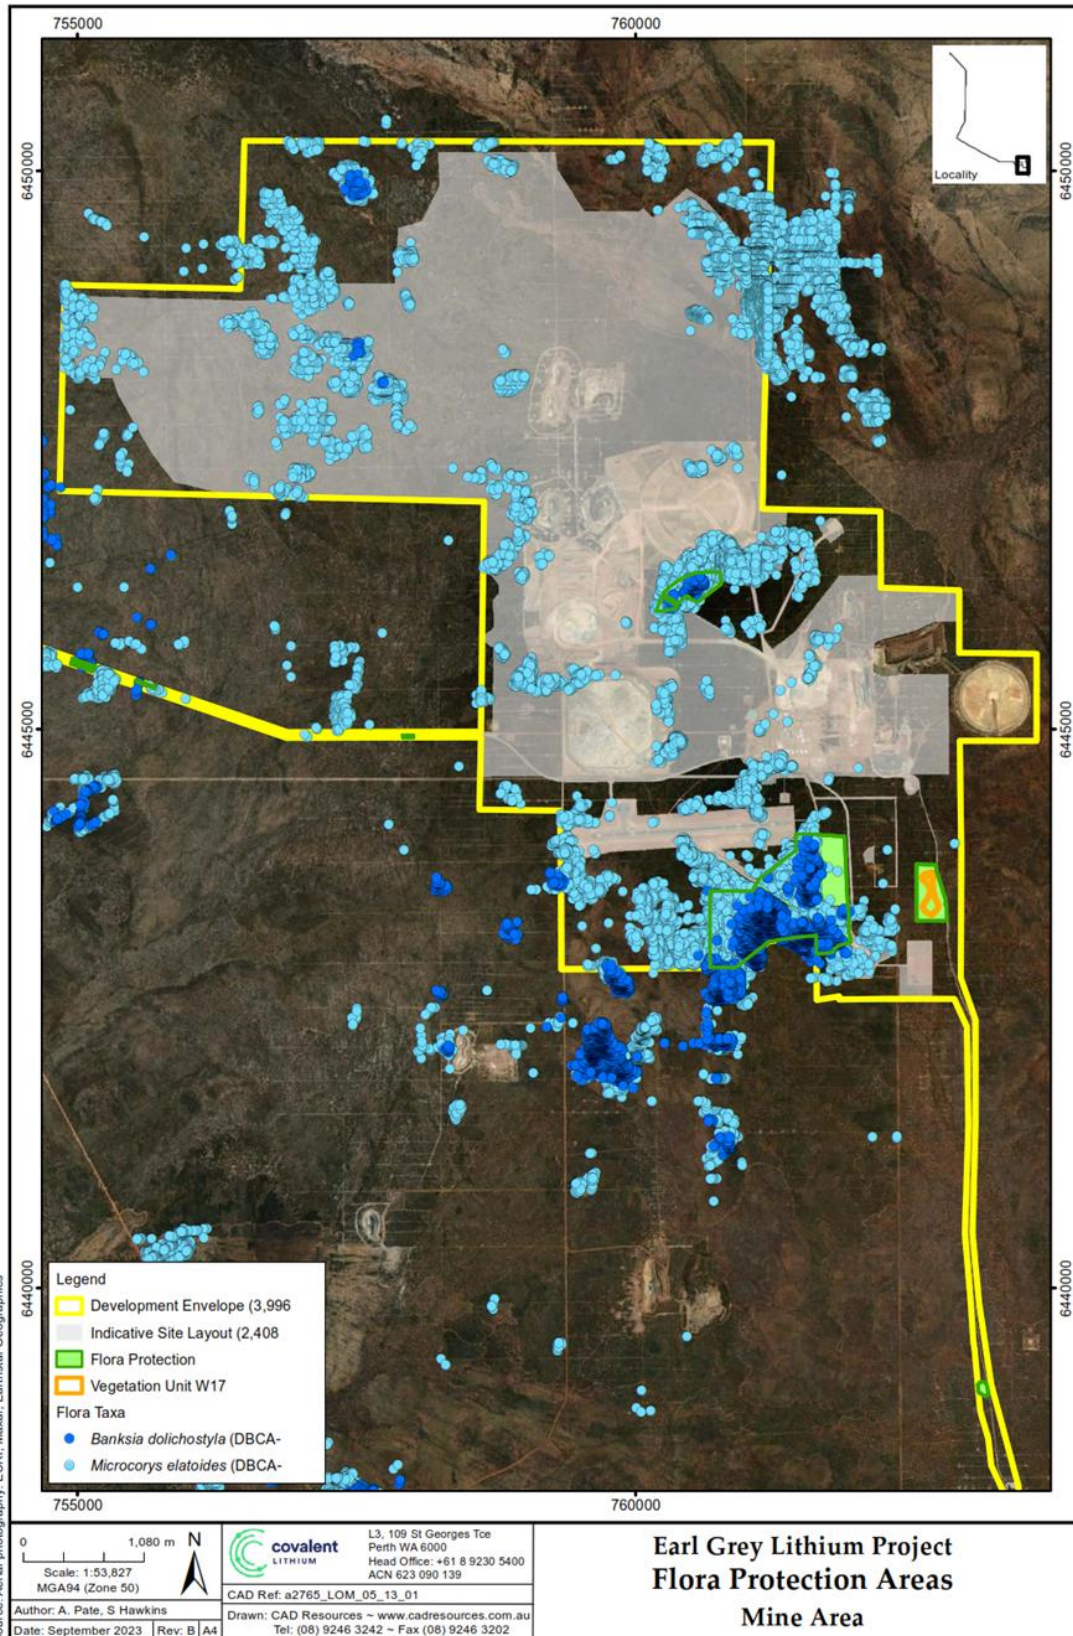 755000
760000
6450000
6450000
Locality
6445000
6445000
6440000
6440000
Legend
Development Envelope (3,996
Indicative Site Layout (2,408
Flora Protection
Vegetation Unit W17
Flora Taxa
Banksia dolichostyla (DBCA-
Microcorys elatoides (DBCA-
755000
760000
0 1,080 m
N
Scale: 1:53,827
MGA94 (Zone 50)
Author: A. Pate, S Hawkins
Date: September 2023 Rev: B A4
covalent
LITHIUM
L3, 109 St Georges Tce
Perth WA 6000
Head Office: +61 8 9230 5400
ACN 623 090 139
CAD Ref: a2765_LOM_05_13_01
Drawn: CAD Resources ~ www.cadresources.com.au
Tel: (08) 9246 3242 ~ Fax (08) 9246 3202
Earl Grey Lithium Project
Flora Protection Areas
Mine Area